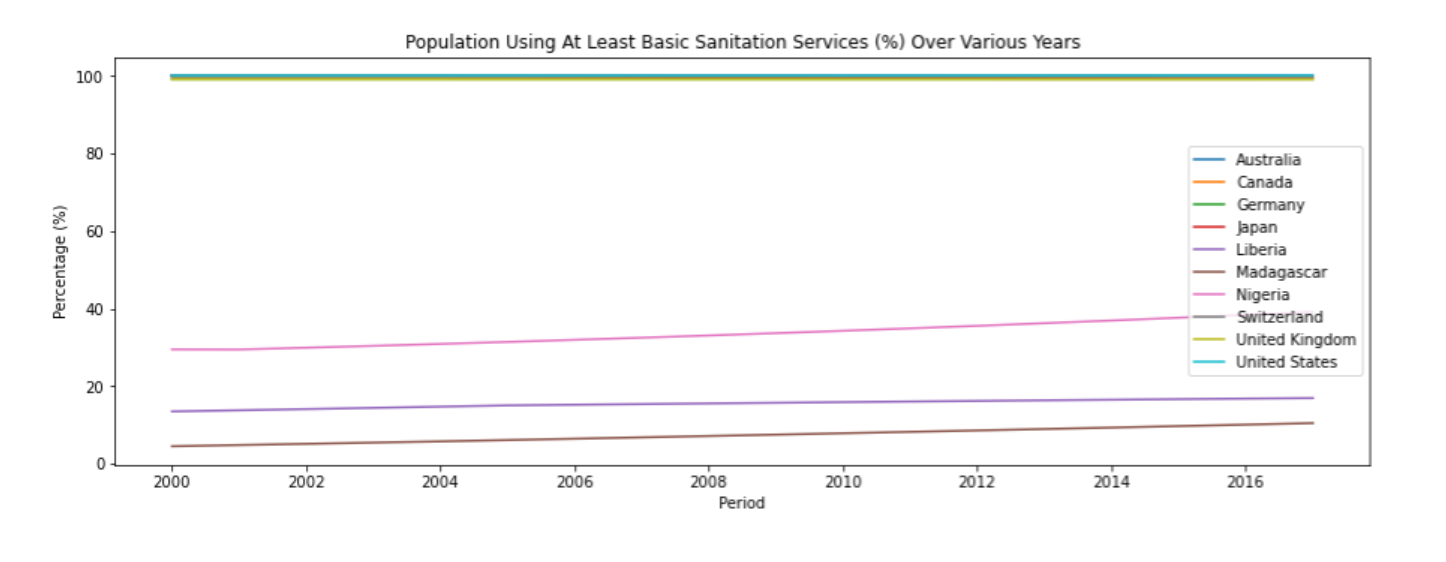 Population Using At Least Basic Sanitation Services (%) Over Various Years
100
80
60
40
20
0
Percentage (%)
Australia
Canada
Germany
Japan
Liberia
Madagascar
Nigeria
Switzerland
United Kingdom
United States
2000 2002 2004 2006 2008 2010 2012 2014 2016
Period